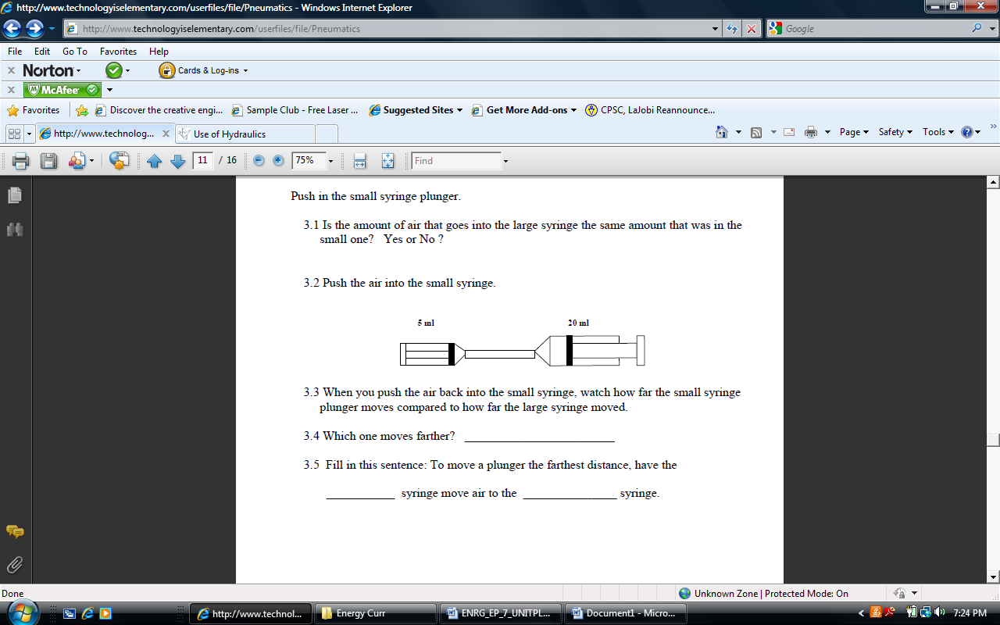 http://www.technologyiselementary.com/userfiles/file/Pneumatics - Windows Internet Explorer
http://www.technologyiselementary.com/userfiles/file/Pneumatics
Google
File Edit Go To Favorites Help
x Norton Cards & Log-ins
x McAfee
Favorites Discover the creative engi... Sample Club - Free Laser ... Suggested Sites Get More Add-ons CPSC, LaJobi Reannounce...
http://www.technolog... x Use of Hydraulics Page Safety Tools »
11 / 16 75% Find
Push in the small syringe plunger.
3.1 Is the amount of air that goes into the large syringe the same amount that was in the
small one? Yes or No ?
3.2 Push the air into the small syringe.
5 ml 20 ml
3.3 When you push the air back into the small syringe, watch how far the small syringe
plunger moves compared to how far the large syringe moved.
3.4 Which one moves farther? ________________________
3.5 Fill in this sentence: To move a plunger the farthest distance, have the
___________ syringe move air to the _______________ syringe.
Done Unknown Zone | Protected Mode: On
http://www.technol... Energy Curr ENRG_EP_7_UNITPL... Document1 - Micro... 7:24 PM